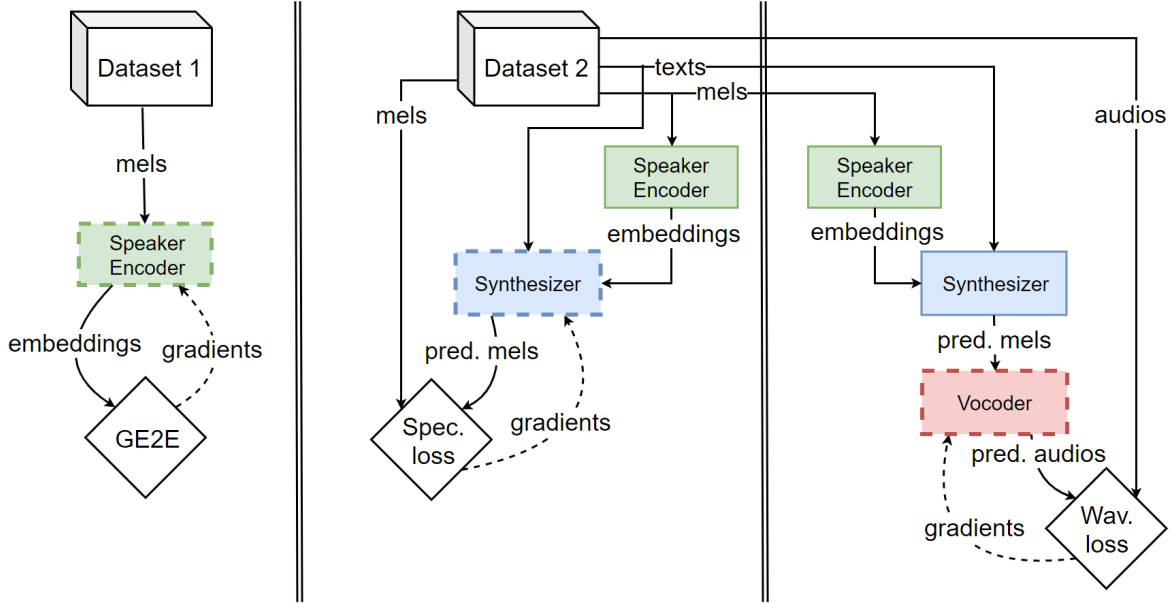 Dataset 1
mels
Speaker
Encoder
embeddings
gradients
GE2E
Dataset 2
mels
texts
mels
Speaker
Encoder
embeddings
Synthesizer
pred. mels
gradients
Spec.
loss
audios
Speaker
Encoder
embeddings
Synthesizer
pred. mels
Vocoder
pred. audios
gradients
Wav.
loss